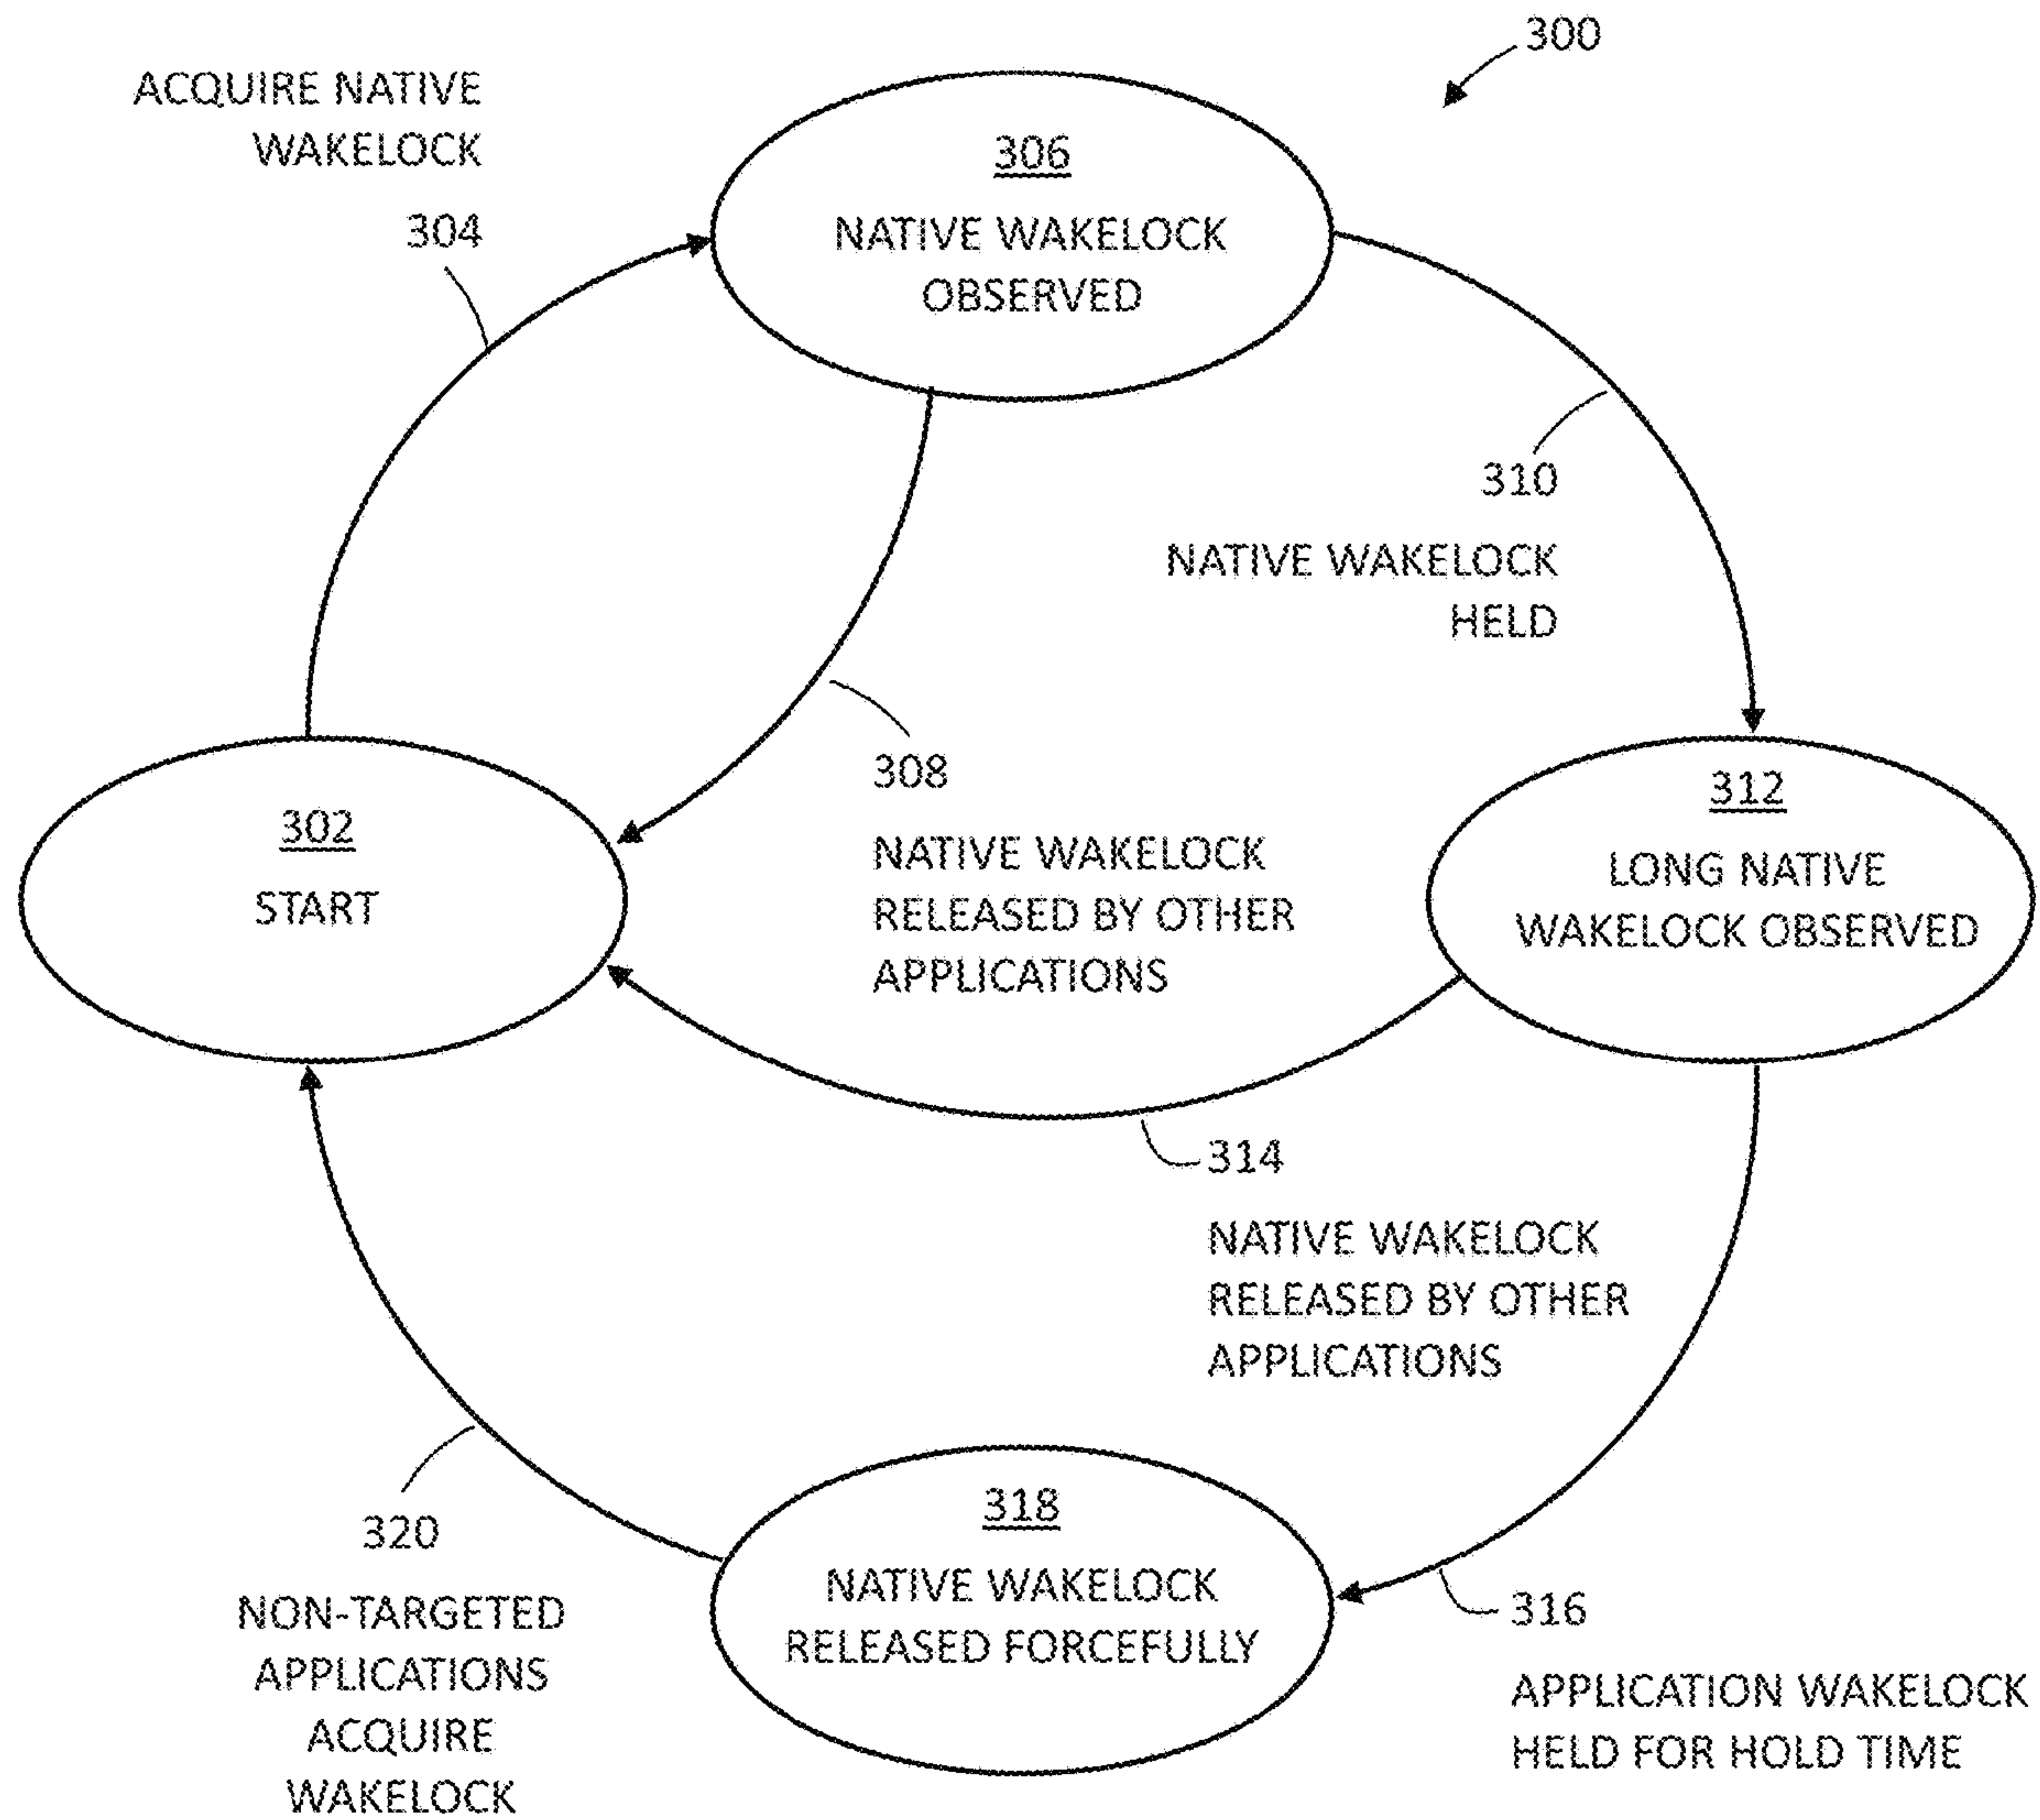 300
ACQUIRE NATIVE
WAKELOCK
304
306
NATIVE WAKELOCK
OBSERVED
310
NATIVE WAKELOCK
HELD
308
NATIVE WAKELOCK
RELEASED BY OTHER
APPLICATIONS
302
START
312
LONG NATIVE
WAKELOCK OBSERVED
314
NATIVE WAKELOCK
RELEASED BY OTHER
APPLICATIONS
320
NON-TARGETED
APPLICATIONS
ACQUIRE
WAKELOCK
318
NATIVE WAKELOCK
RELEASED FORCEFULLY
316
APPLICATION WAKELOCK
HELD FOR HOLD TIME